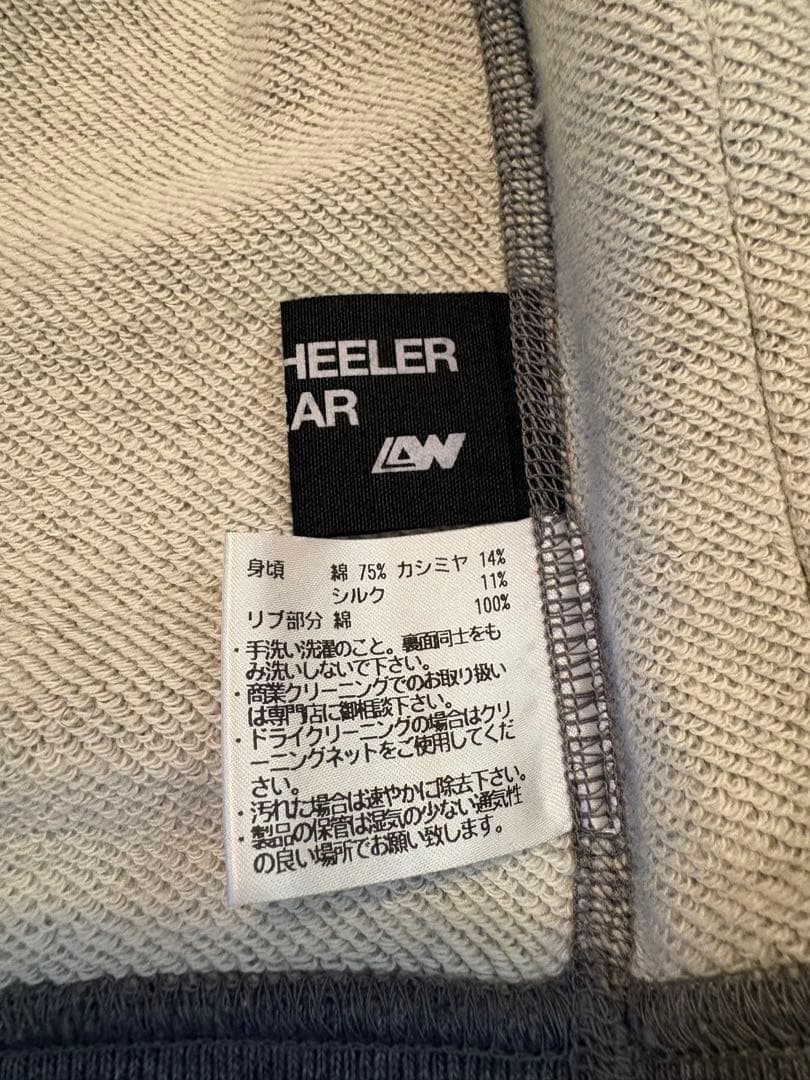 HEELER
AR
LAW
身頃 綿 75% カシミヤ 14%
シルク 11%
リブ部分 綿 100%
・手洗い洗濯のこと。裏面同士をも
み洗いしないで下さい。
・商業クリーニングでのお取り扱い
は専門店に御相談下さい。
・ドライクリーニングの場合はクリ
ーニングネットをご使用してくだ
さい。
・汚れた場合は速やかに除去下さい。
・製品の保管は湿気の少ない通気性
の良い場所でお願い致します。